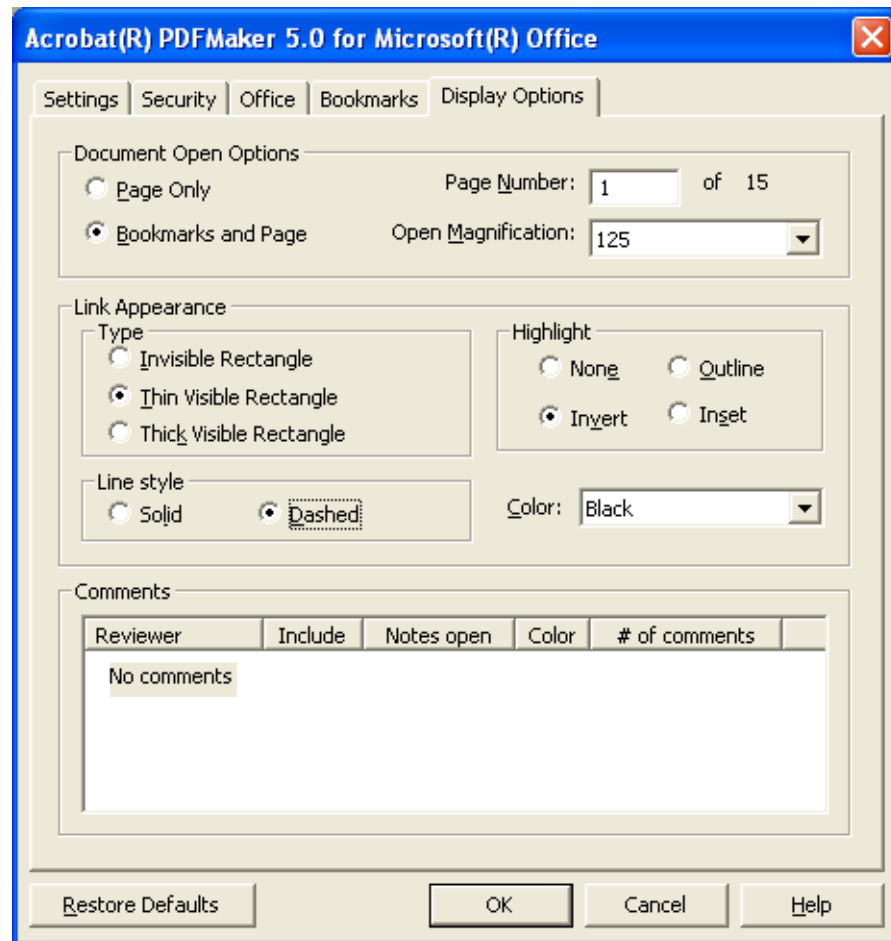 Acrobat(R) PDFMaker 5.0 for Microsoft(R) Office
Settings Security Office Bookmarks Display Options
Document Open Options
Page Only Page Number: 1 of 15
Bookmarks and Page Open Magnification: 125
Link Appearance
Type Highlight
Invisible Rectangle None Outline
Thin Visible Rectangle
Thick Visible Rectangle Invert Inset
Line style
Solid Dashed Color: Black
Comments
Reviewer Include Notes open Color # of comments
No comments
Restore Defaults OK Cancel Help